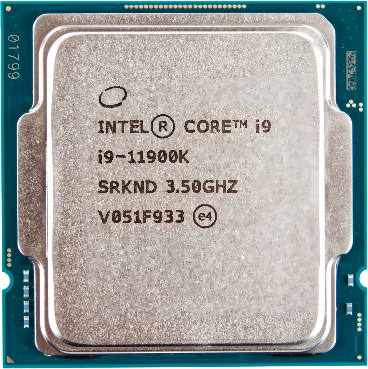 01799
INTEL® CORE™ i9
i9-11900K
SRKND 3.50GHZ
V051F933 e4